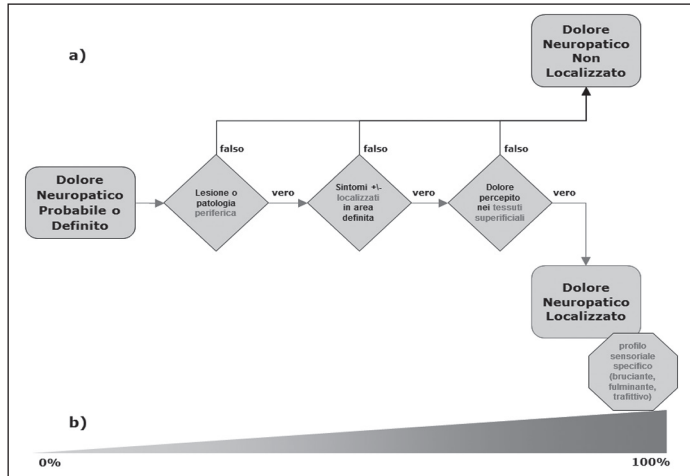 a)
Dolore
Neuropatico
Non
Localizzato
falso
falso
falso
Dolore
Neuropatico
Probabile o
Definito
Lesione o
patologia
periferica
vero
Sintomi +\-
localizzati
in area
definita
vero
Dolore
percepito
nei tessuti
superificiali
vero
Dolore
Neuropatico
Localizzato
profilo
sensoriale
specifico
(bruciante,
fulminante,
trafittivo)
b)
0%
100%